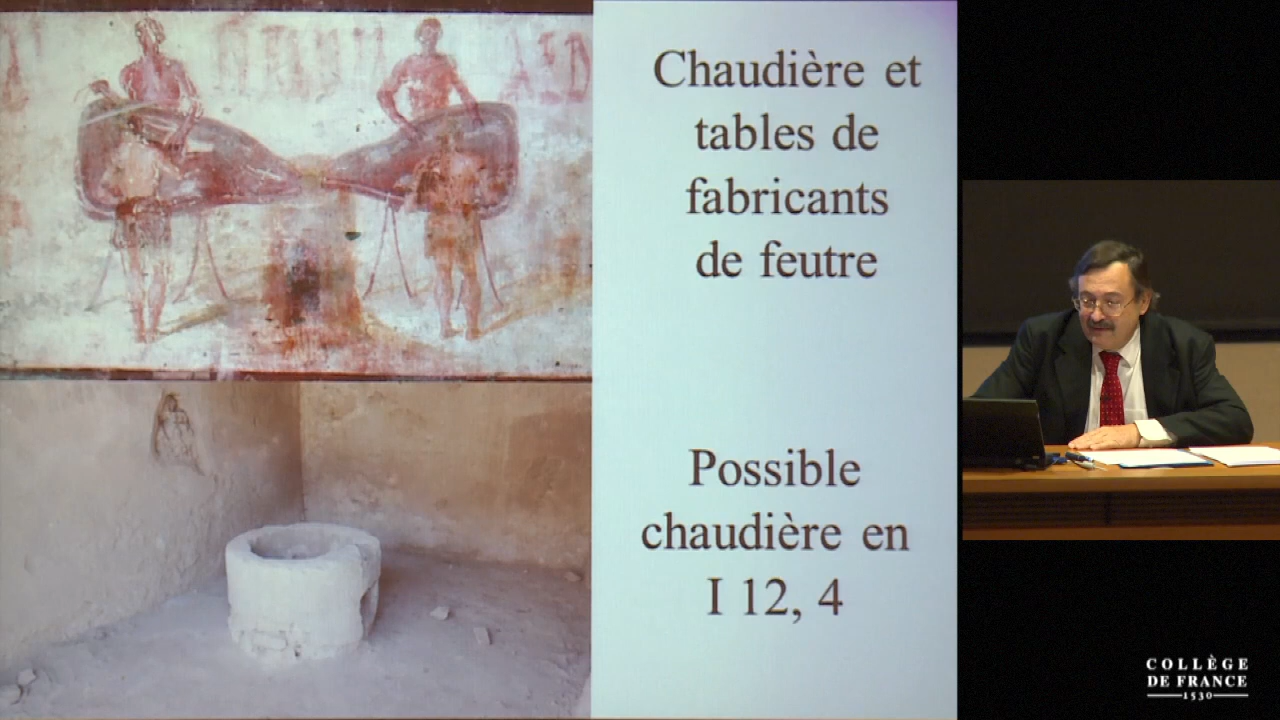 Chaudière et
tables de
fabricants
de feutre
Possible
chaudière en
I 12, 4
COLLÈGE
DE FRANCE
1530